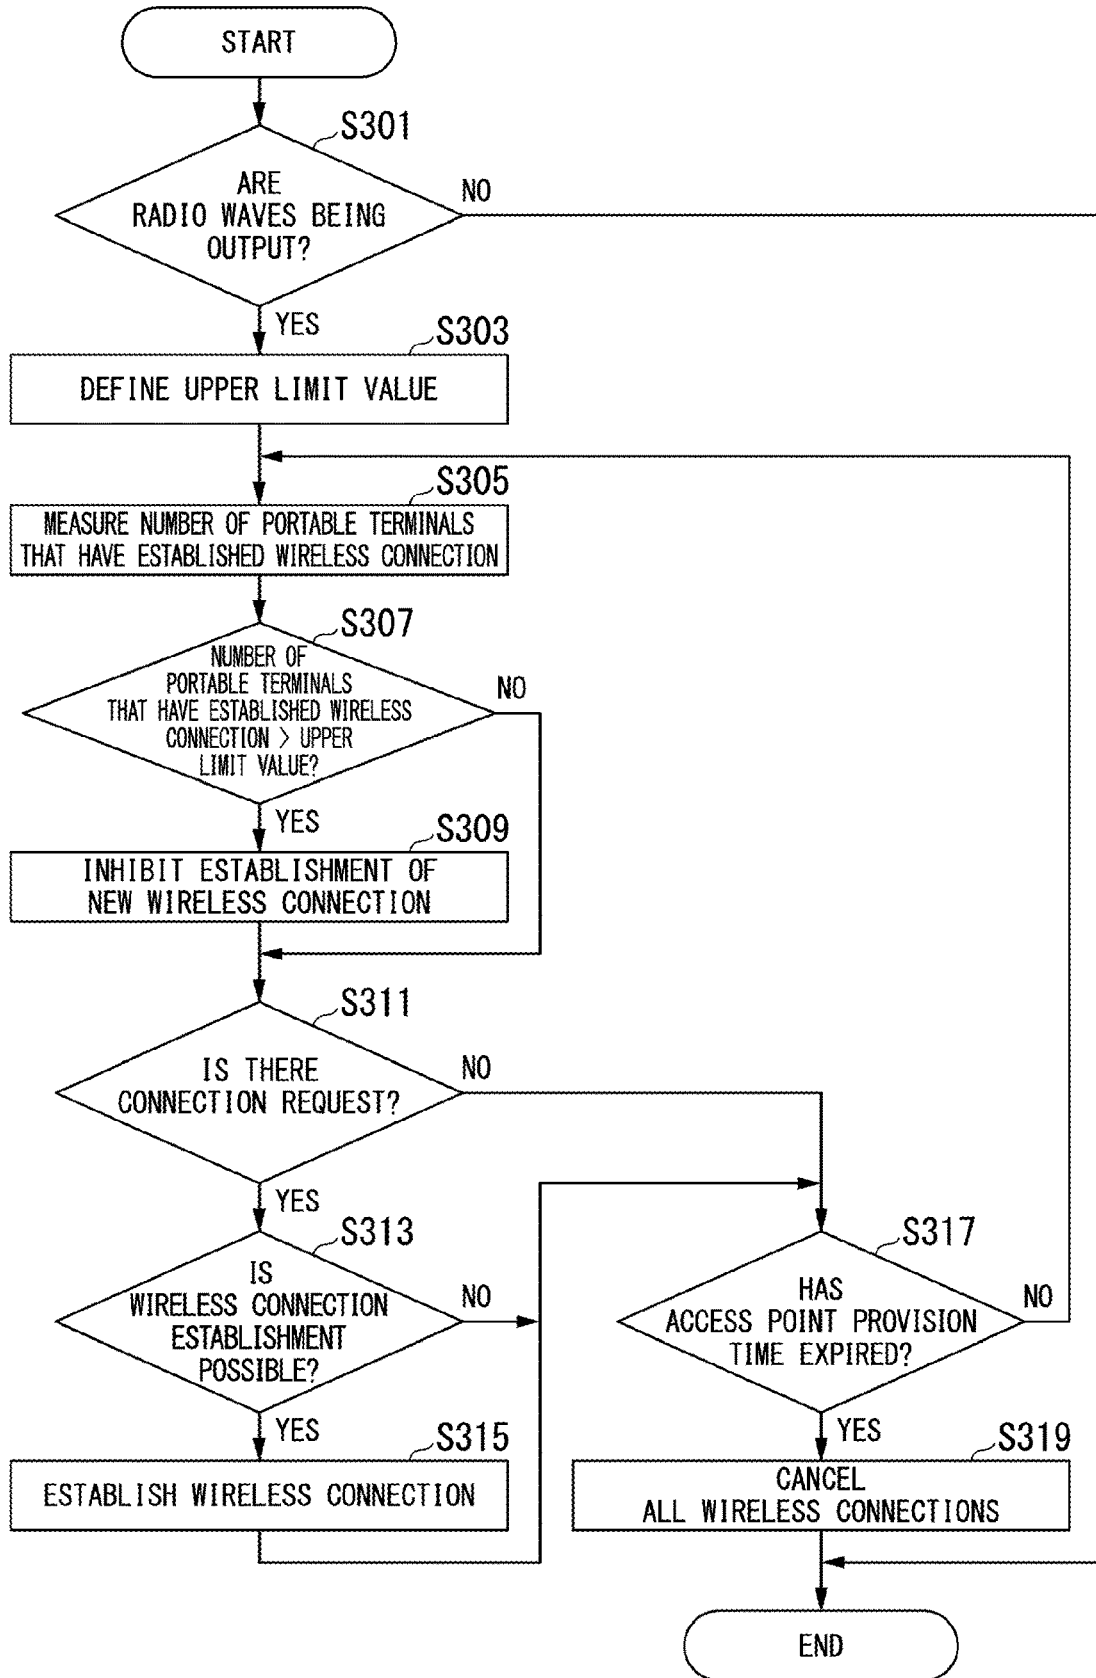 START
S301
ARE
RADIO WAVES BEING
OUTPUT?
NO
YES
S303
DEFINE UPPER LIMIT VALUE
S305
MEASURE NUMBER OF PORTABLE TERMINALS
THAT HAVE ESTABLISHED WIRELESS CONNECTION
S307
NUMBER OF
PORTABLE TERMINALS
THAT HAVE ESTABLISHED WIRELESS
CONNECTION > UPPER
LIMIT VALUE?
NO
YES
S309
INHIBIT ESTABLISHMENT OF
NEW WIRELESS CONNECTION
S311
IS THERE
CONNECTION REQUEST?
NO
YES
S313
IS
WIRELESS CONNECTION
ESTABLISHMENT
POSSIBLE?
NO
YES
S315
ESTABLISH WIRELESS CONNECTION
S317
HAS
ACCESS POINT PROVISION
TIME EXPIRED?
NO
YES
S319
CANCEL
ALL WIRELESS CONNECTIONS
END